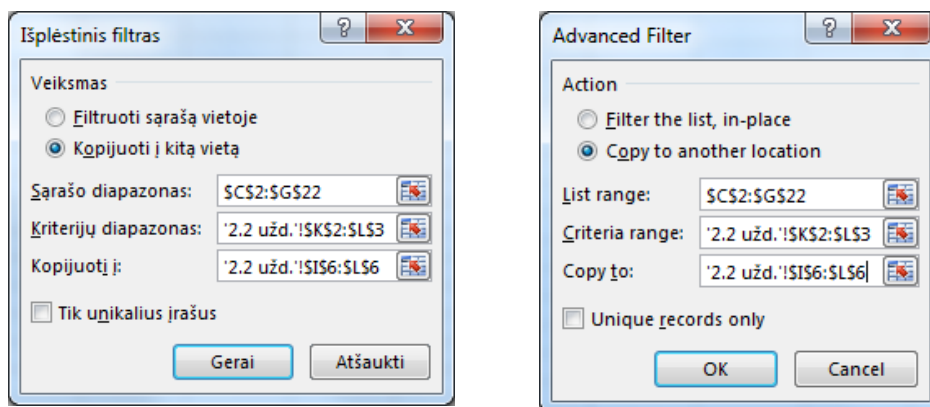 Išplėstinis filtras
Veiksmas
Filtruoti sąrašą vietoje
Kopijuoti į kitą vietą
Sąrašo diapazonas: $C$2:$G$22
Kriterijų diapazonas: '2.2 užd.'!$K$2:$L$3
Kopijuoti į: '2.2 užd.'!$I$6:$L$6
Tik unikalius įrašus
Gerai Atšaukti
Advanced Filter
Action
Filter the list, in-place
Copy to another location
List range: $C$2:$G$22
Criteria range: '2.2 užd.'!$K$2:$L$3
Copy to: '2.2 užd.'!$I$6:$L$6
Unique records only
OK Cancel